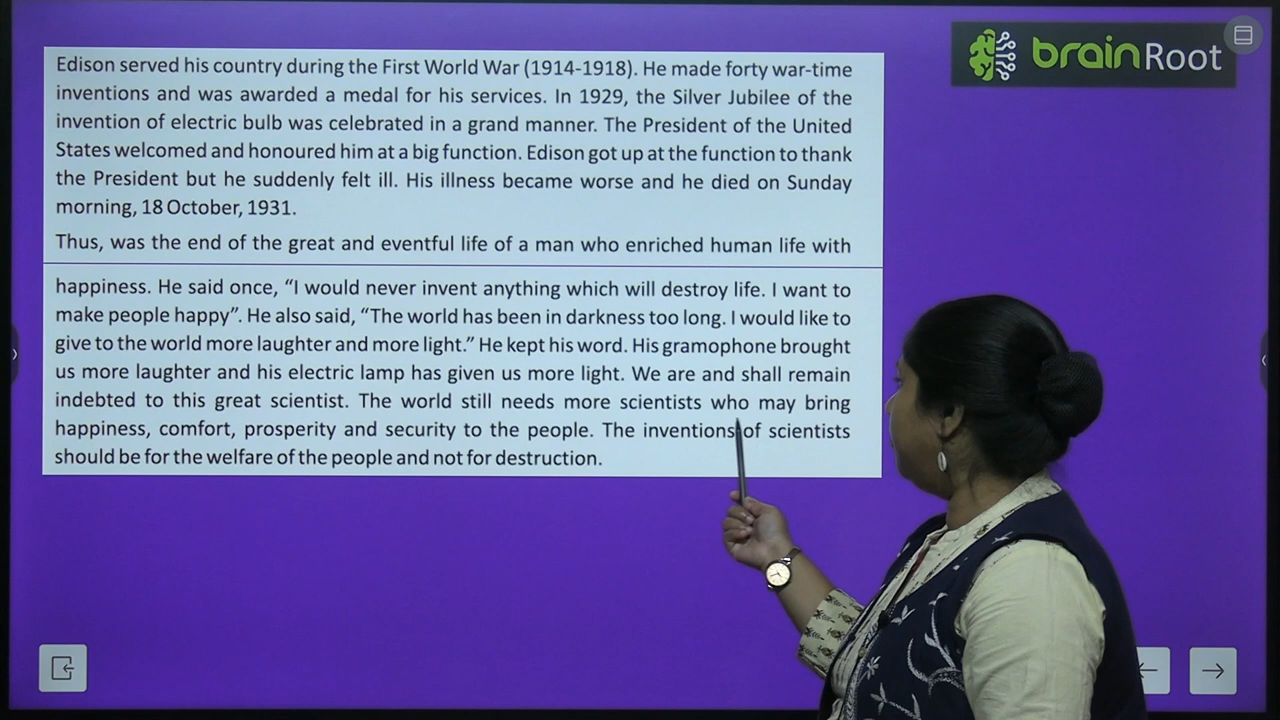 brainRoot
Edison served his country during the First World War (1914-1918). He made forty war-time
inventions and was awarded a medal for his services. In 1929, the Silver Jubilee of the
invention of electric bulb was celebrated in a grand manner. The President of the United
States welcomed and honoured him at a big function. Edison got up at the function to thank
the President but he suddenly felt ill. His illness became worse and he died on Sunday
morning, 18 October, 1931.
Thus, was the end of the great and eventful life of a man who enriched human life with
happiness. He said once, “I would never invent anything which will destroy life. I want to
make people happy”. He also said, “The world has been in darkness too long. I would like to
give to the world more laughter and more light.” He kept his word. His gramophone brought
us more laughter and his electric lamp has given us more light. We are and shall remain
indebted to this great scientist. The world still needs more scientists who may bring
happiness, comfort, prosperity and security to the people. The inventions of scientists
should be for the welfare of the people and not for destruction.